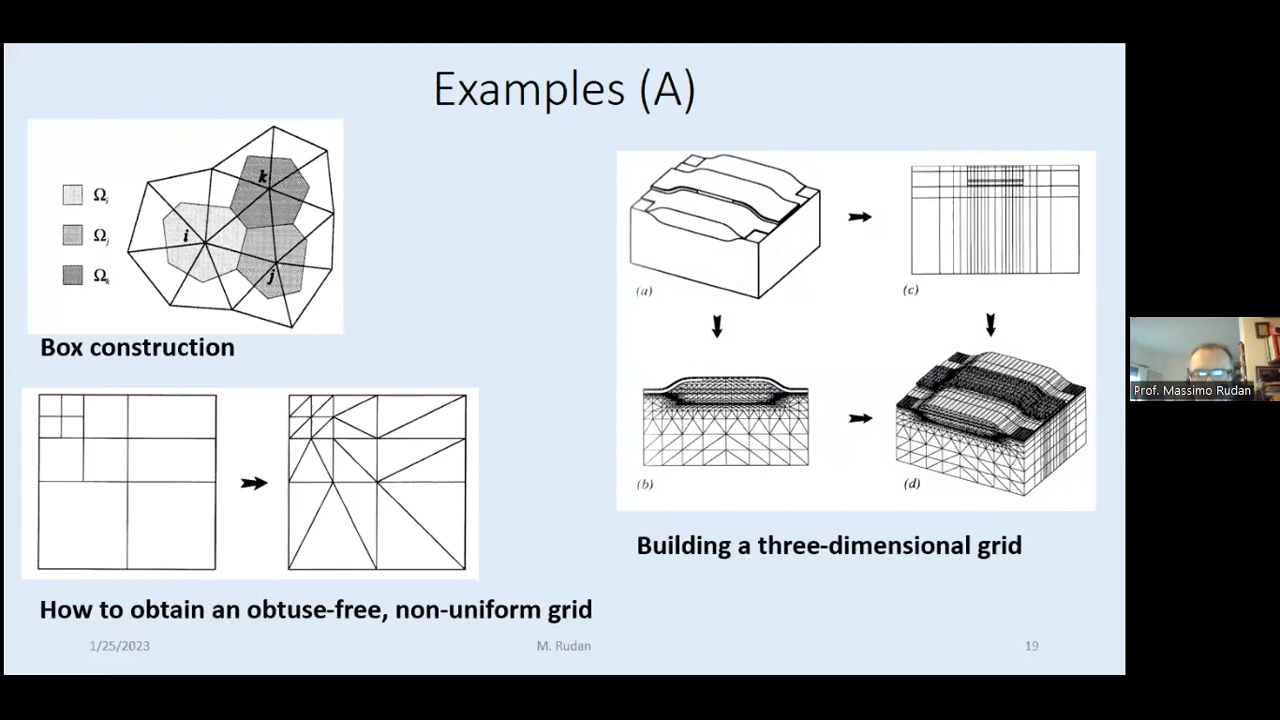 Examples (A)
Ωi
Ωj
Ωk
i
k
j
Box construction
How to obtain an obtuse-free, non-uniform grid
(a)
(c)
(b)
(d)
Building a three-dimensional grid
1/25/2023
M. Rudan
19
Prof. Massimo Rudan